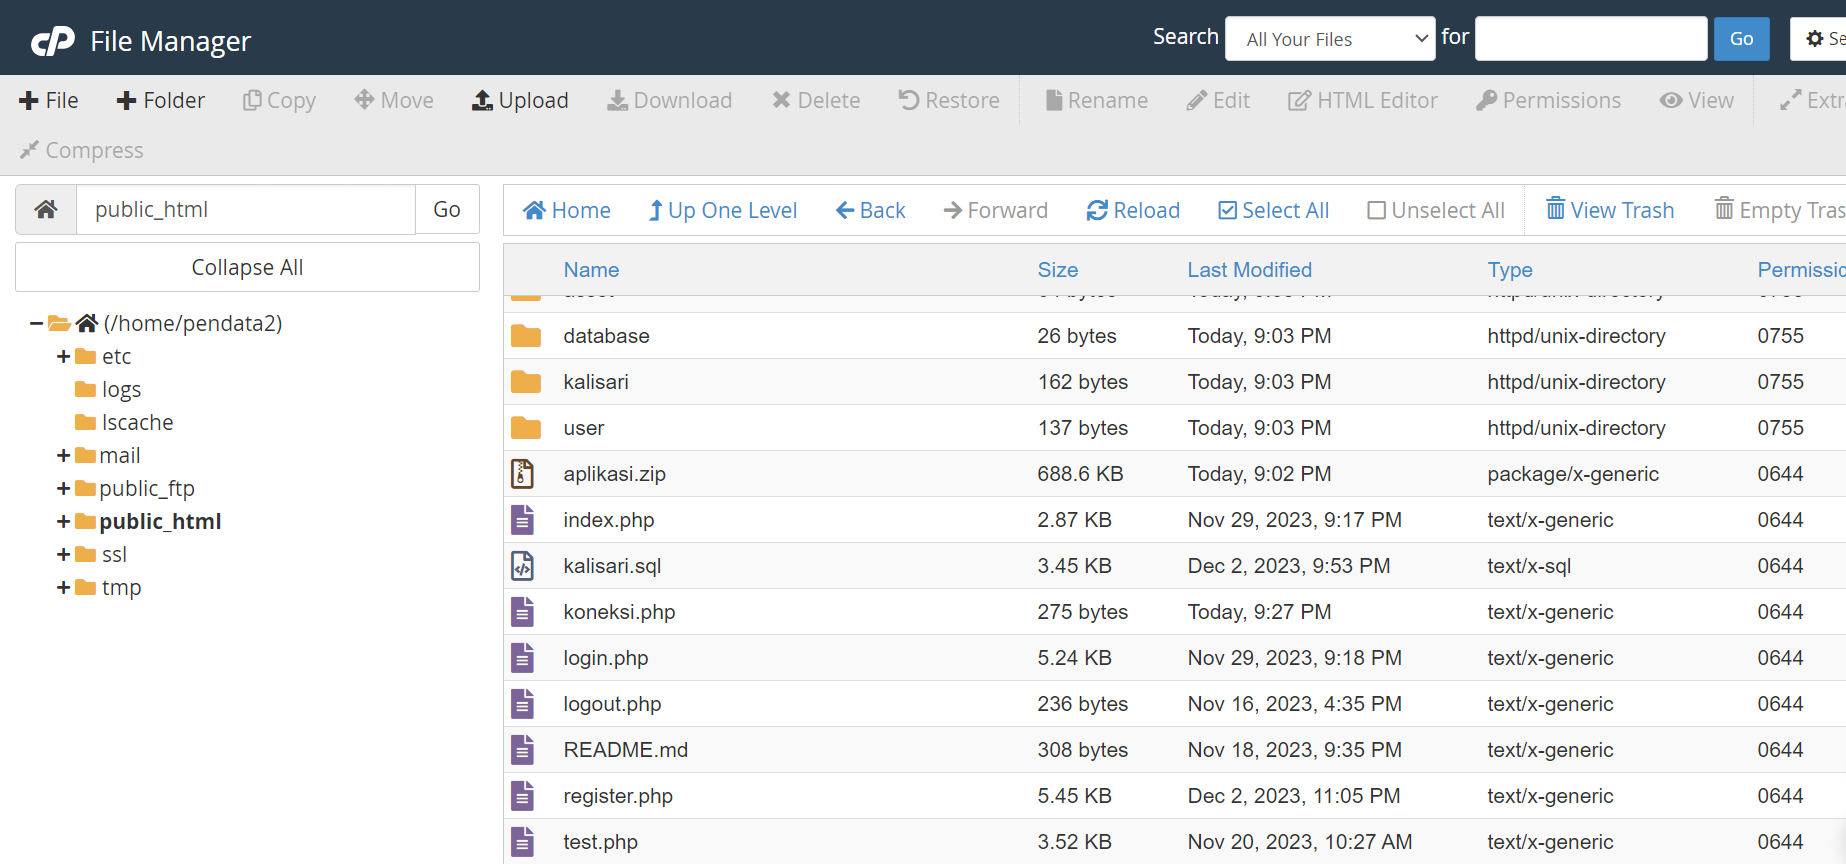 cP File Manager
Search All Your Files for Go Se
File Folder Copy Move Upload Download Delete Restore Rename Edit HTML Editor Permissions View Extr
Compress
public_html Go
Collapse All
(/home/pendata2)
etc
logs
lscache
mail
public_ftp
public_html
ssl
tmp
Home Up One Level Back Forward Reload Select All Unselect All View Trash Empty Tras
Name Size Last Modified Type Permissio
database 26 bytes Today, 9:03 PM httpd/unix-directory 0755
kalisari 162 bytes Today, 9:03 PM httpd/unix-directory 0755
user 137 bytes Today, 9:03 PM httpd/unix-directory 0755
aplikasi.zip 688.6 KB Today, 9:02 PM package/x-generic 0644
index.php 2.87 KB Nov 29, 2023, 9:17 PM text/x-generic 0644
kalisari.sql 3.45 KB Dec 2, 2023, 9:53 PM text/x-sql 0644
koneksi.php 275 bytes Today, 9:27 PM text/x-generic 0644
login.php 5.24 KB Nov 29, 2023, 9:18 PM text/x-generic 0644
logout.php 236 bytes Nov 16, 2023, 4:35 PM text/x-generic 0644
README.md 308 bytes Nov 18, 2023, 9:35 PM text/x-generic 0644
register.php 5.45 KB Dec 2, 2023, 11:05 PM text/x-generic 0644
test.php 3.52 KB Nov 20, 2023, 10:27 AM text/x-generic 0644